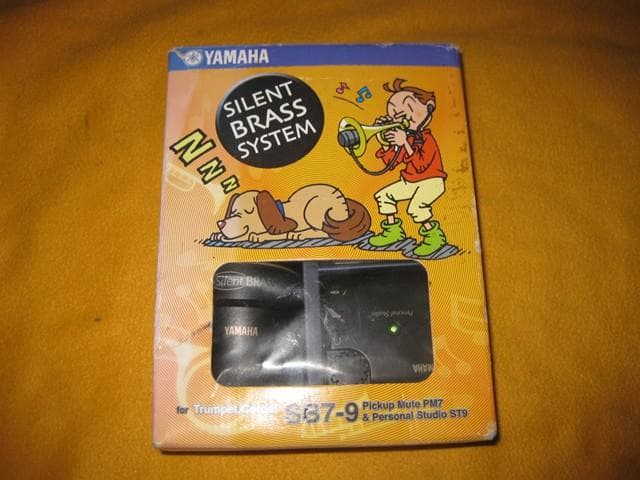 YAMAHA
SILENT
BRASS
SYSTEM
Z
Z
Z
Silent BRASS
YAMAHA
Personal Studio
YAMAHA
for Trumpet/Cornet SB7-9 Pickup Mute PM7
& Personal Studio ST9